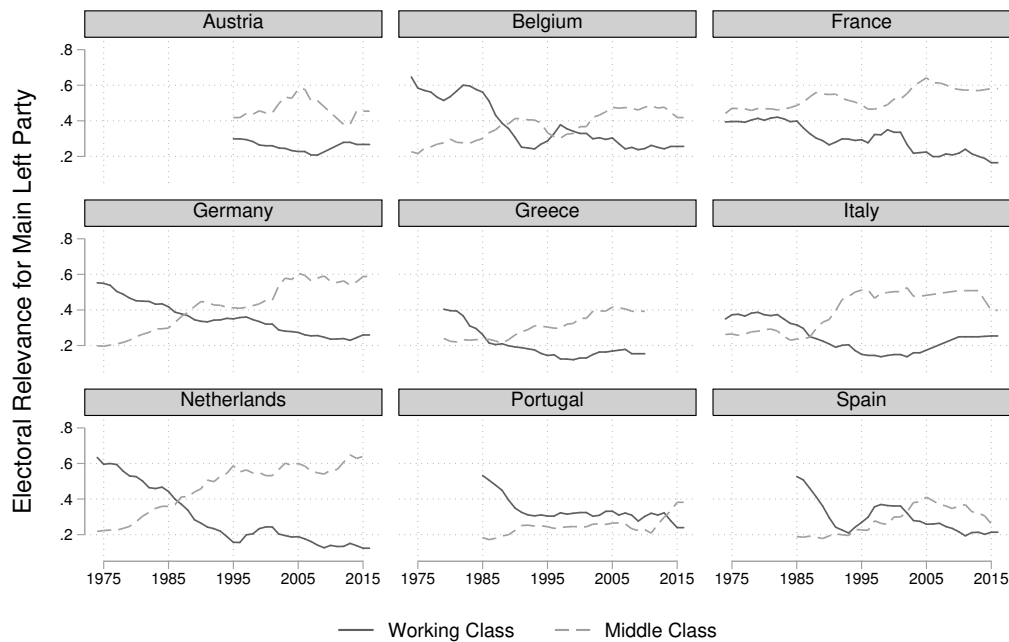 Electoral Relevance for Main Left Party
Austria Belgium France
.8
.6
.4
.2
Germany Greece Italy
.8
.6
.4
.2
Netherlands Portugal Spain
.8
.6
.4
.2
1975 1985 1995 2005 2015 1975 1985 1995 2005 2015 1975 1985 1995 2005 2015
Working Class Middle Class